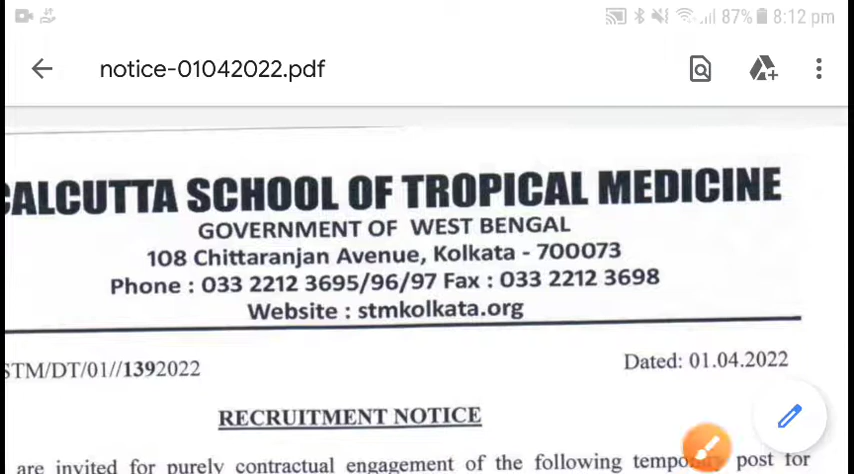 87% 8:12 pm
notice-01042022.pdf
CALCUTTA SCHOOL OF TROPICAL MEDICINE
GOVERNMENT OF WEST BENGAL
108 Chittaranjan Avenue, Kolkata - 700073
Phone : 033 2212 3695/96/97 Fax : 033 2212 3698
Website : stmkolkata.org
STM/DT/01//1392022 Dated: 01.04.2022
RECRUITMENT NOTICE
are invited for purely contractual engagement of the following post for